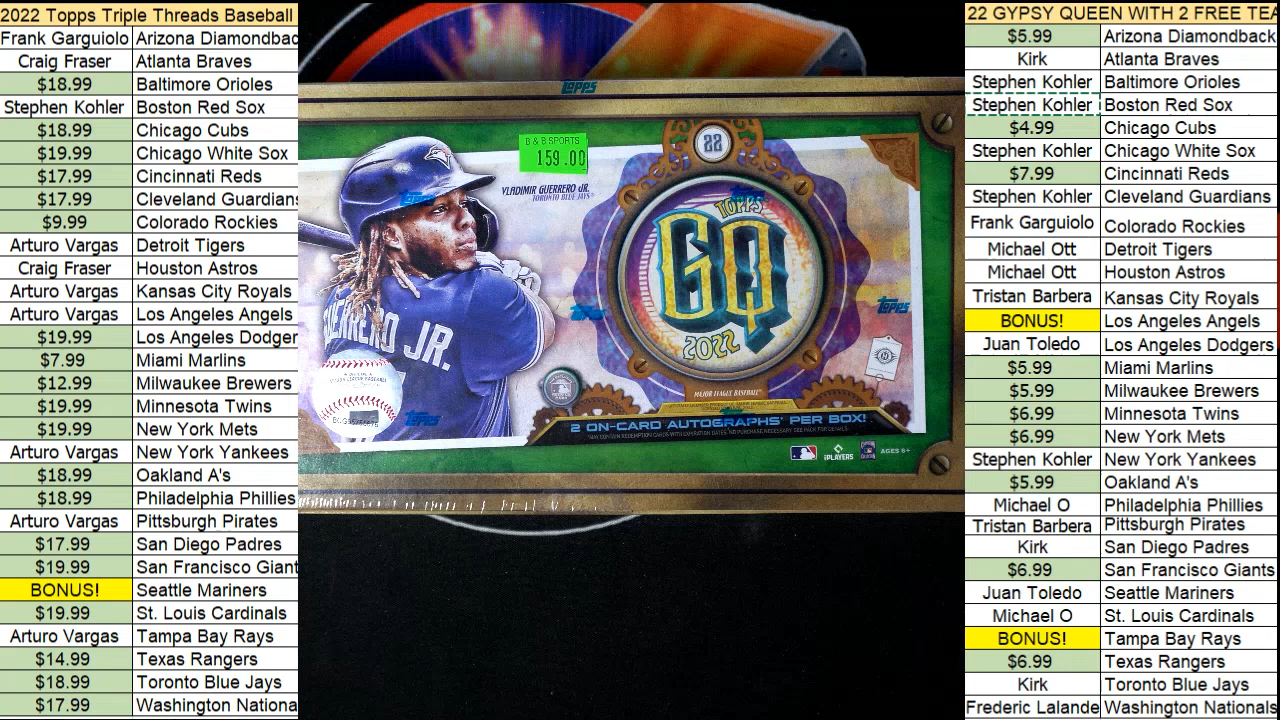 2022 Topps Triple Threads Baseball
Frank Garguiolo Arizona Diamondbac
Craig Fraser Atlanta Braves
$18.99 Baltimore Orioles
Stephen Kohler Boston Red Sox
$18.99 Chicago Cubs
$19.99 Chicago White Sox
$17.99 Cincinnati Reds
$17.99 Cleveland Guardians
$9.99 Colorado Rockies
Arturo Vargas Detroit Tigers
Craig Fraser Houston Astros
Arturo Vargas Kansas City Royals
Arturo Vargas Los Angeles Angels
$19.99 Los Angeles Dodger
$7.99 Miami Marlins
$12.99 Milwaukee Brewers
$19.99 Minnesota Twins
$19.99 New York Mets
Arturo Vargas New York Yankees
$18.99 Oakland A's
$18.99 Philadelphia Phillies
Arturo Vargas Pittsburgh Pirates
$17.99 San Diego Padres
$19.99 San Francisco Giant
BONUS! Seattle Mariners
$19.99 St. Louis Cardinals
Arturo Vargas Tampa Bay Rays
$14.99 Texas Rangers
$18.99 Toronto Blue Jays
$17.99 Washington Nationa
topps
B & B SPORTS
159.00
22
VLADIMIR GUERRERO JR.
TORONTO BLUE JAYS
TOPPS
GQ
2022
topps
topps
topps
GUERRERO JR.
MAJOR LEAGUE BASEBALL
2 ON-CARD AUTOGRAPHS PER BOX!
PLAYERS
AGES 6+
22 GYPSY QUEEN WITH 2 FREE TEA
$5.99 Arizona Diamondback
Kirk Atlanta Braves
Stephen Kohler Baltimore Orioles
Stephen Kohler Boston Red Sox
$4.99 Chicago Cubs
Stephen Kohler Chicago White Sox
$7.99 Cincinnati Reds
Stephen Kohler Cleveland Guardians
Frank Garguiolo Colorado Rockies
Michael Ott Detroit Tigers
Michael Ott Houston Astros
Tristan Barbera Kansas City Royals
BONUS! Los Angeles Angels
Juan Toledo Los Angeles Dodgers
$5.99 Miami Marlins
$5.99 Milwaukee Brewers
$6.99 Minnesota Twins
$6.99 New York Mets
Stephen Kohler New York Yankees
$5.99 Oakland A's
Michael O Philadelphia Phillies
Tristan Barbera Pittsburgh Pirates
Kirk San Diego Padres
$6.99 San Francisco Giants
Juan Toledo Seattle Mariners
Michael O St. Louis Cardinals
BONUS! Tampa Bay Rays
$6.99 Texas Rangers
Kirk Toronto Blue Jays
Frederic Lalande Washington Nationals